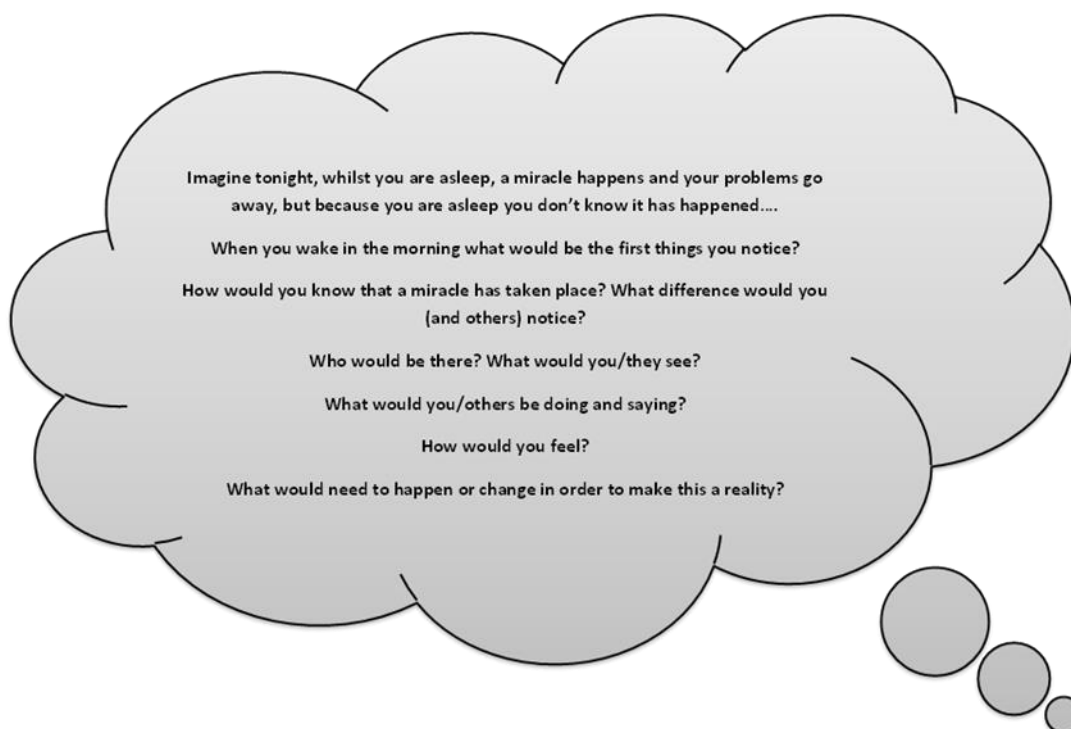 Imagine tonight, whilst you are asleep, a miracle happens and your problems go
away, but because you are asleep you don't know it has happened....
When you wake in the morning what would be the first things you notice?
How would you know that a miracle has taken place? What difference would you
(and others) notice?
Who would be there? What would you/they see?
What would you/others be doing and saying?
How would you feel?
What would need to happen or change in order to make this a reality?